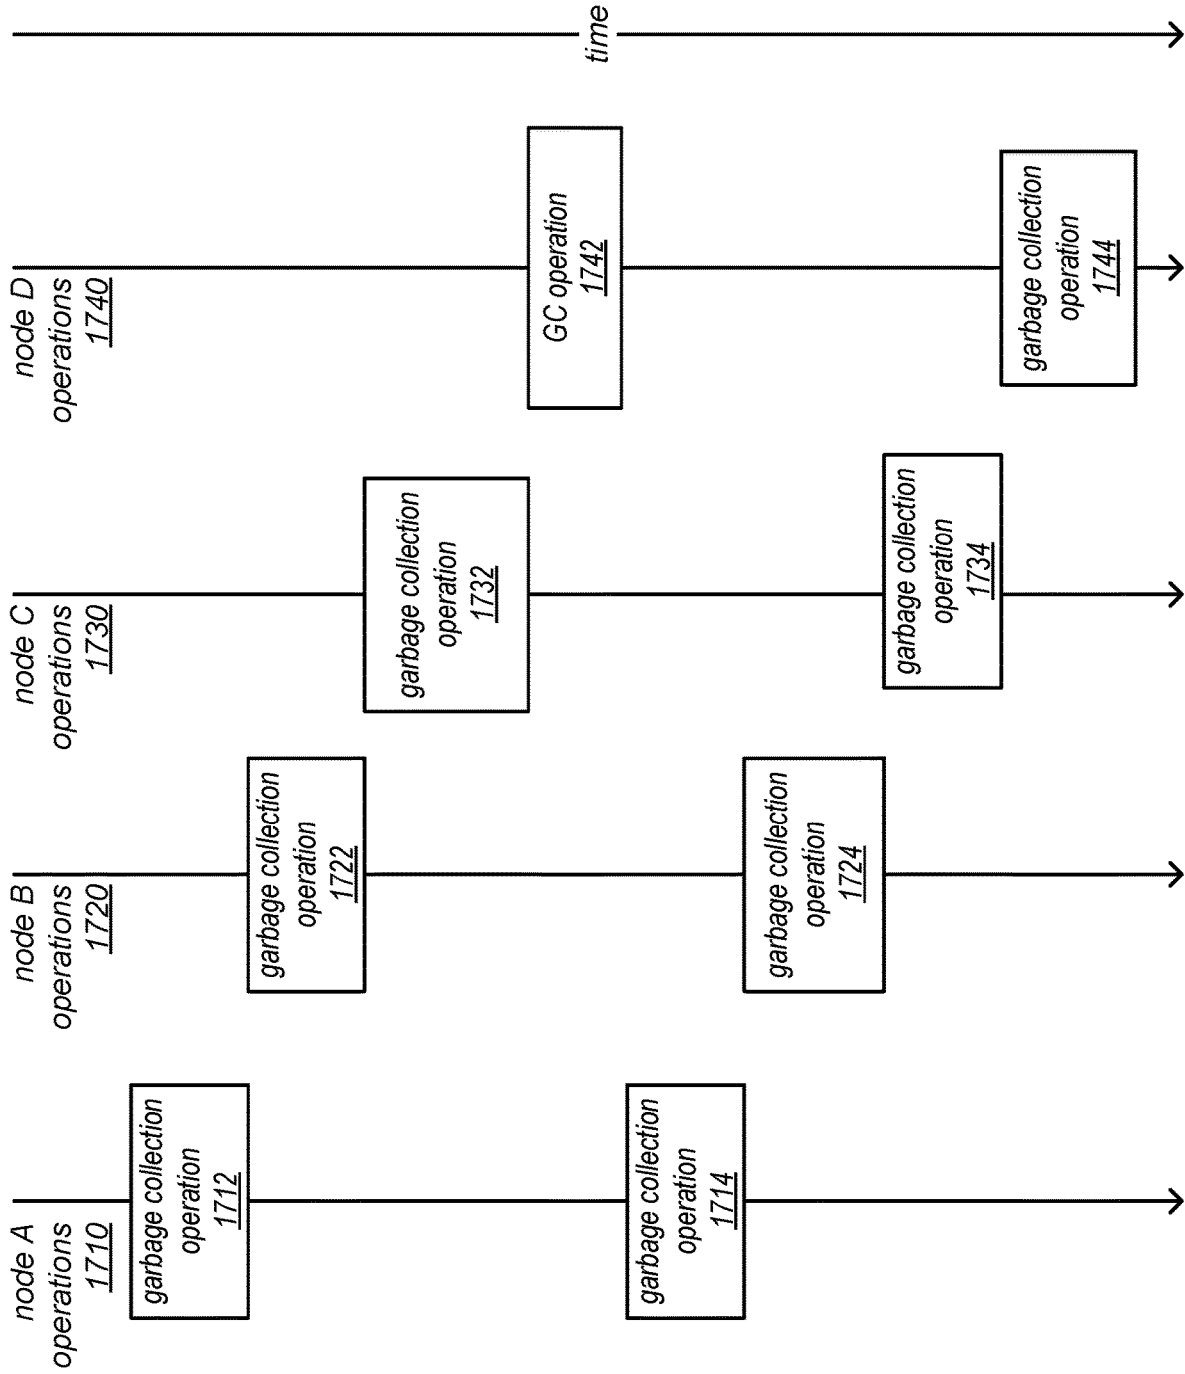 node A
operations
1710
garbage collection
operation
1712
garbage collection
operation
1714
node B
operations
1720
garbage collection
operation
1722
garbage collection
operation
1724
node C
operations
1730
garbage collection
operation
1732
garbage collection
operation
1734
node D
operations
1740
GC operation
1742
garbage collection
operation
1744
time